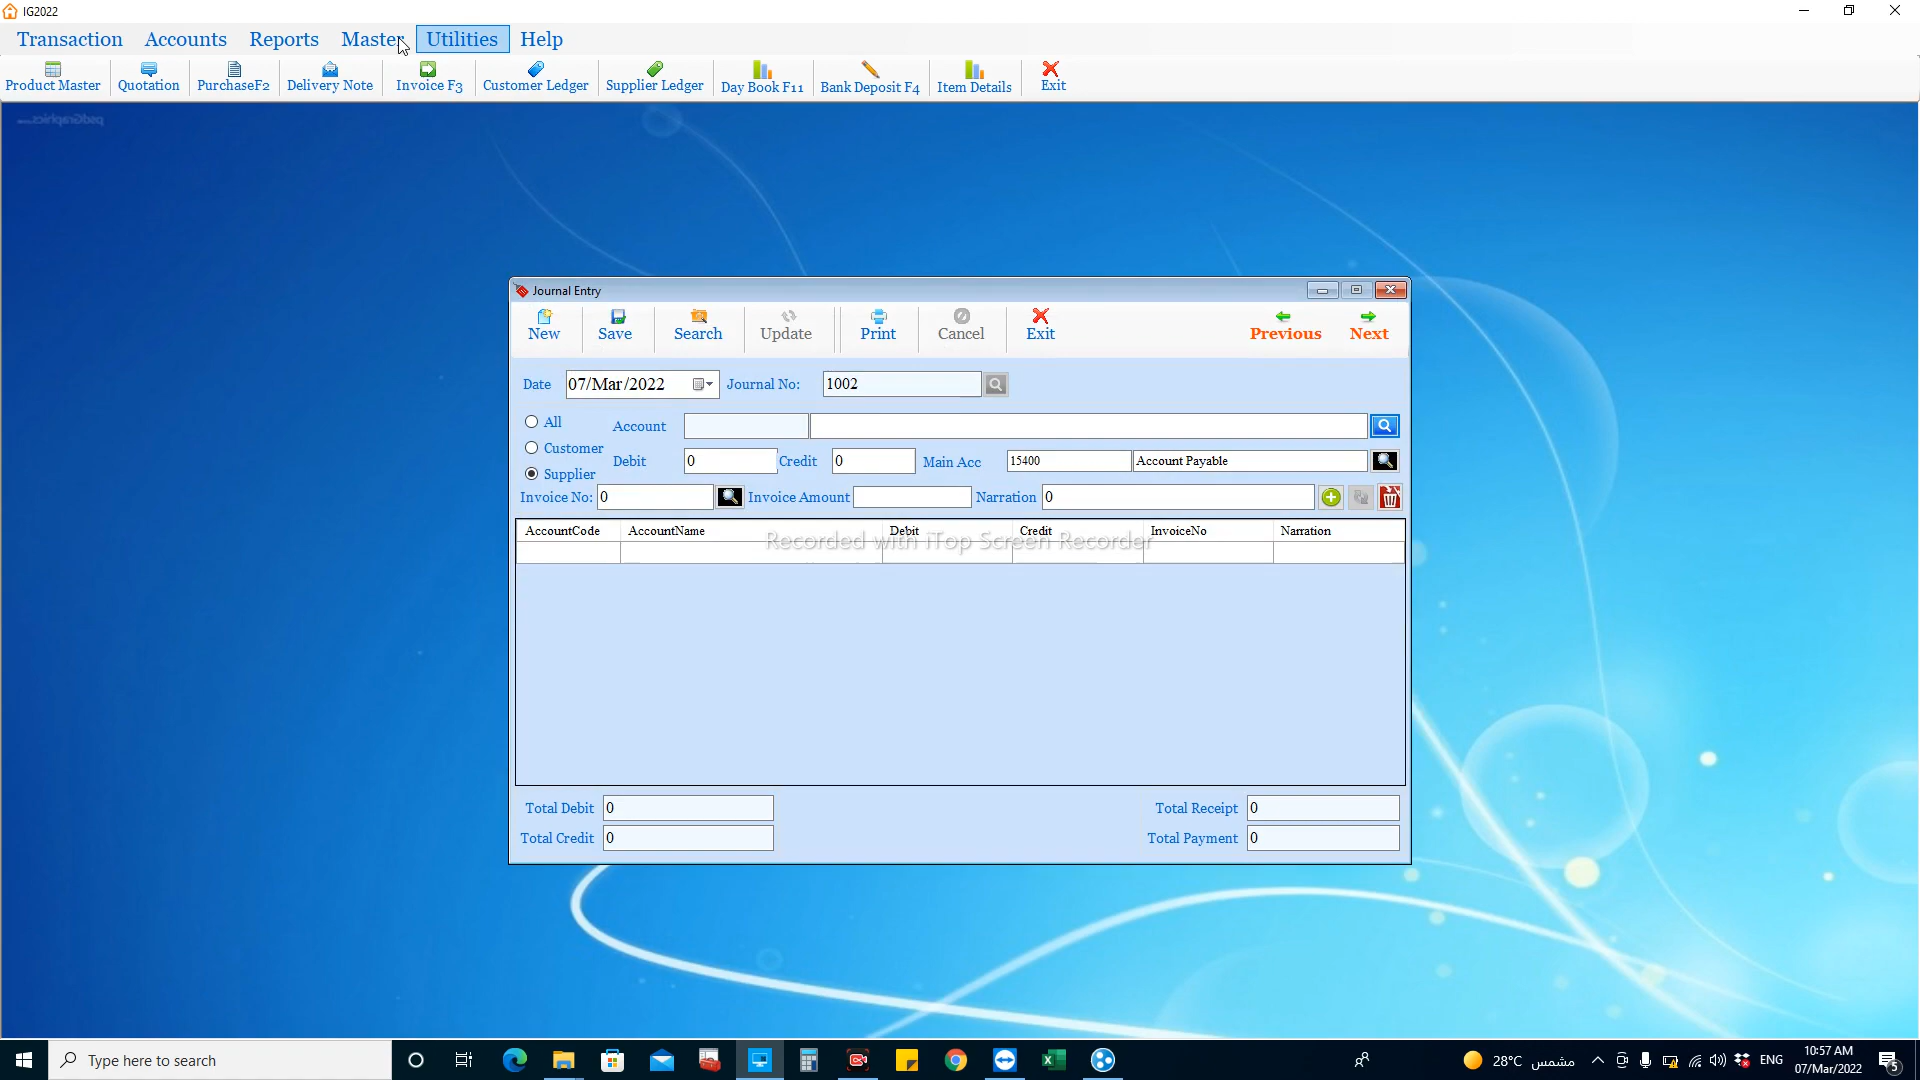 IG2022
Transaction Accounts Reports Master Utilities Help
Product Master Quotation PurchaseF2 Delivery Note Invoice F3 Customer Ledger Supplier Ledger Day Book F11 Bank Deposit F4 Item Details Exit
psdGraphics
Journal Entry
New Save Search Update Print Cancel Exit Previous Next
Date 07/Mar/2022 Journal No: 1002
All Account
Customer
Debit 0 Credit 0 Main Acc 15400 Account Payable
Supplier
Invoice No: 0 Invoice Amount Narration 0
AccountCode AccountName Debit Credit InvoiceNo Narration
Recorded with iTop Screen Recorder
Total Debit 0 Total Receipt 0
Total Credit 0 Total Payment 0
Type here to search 28°C مشمس ENG 10:57 AM
07/Mar/2022 5